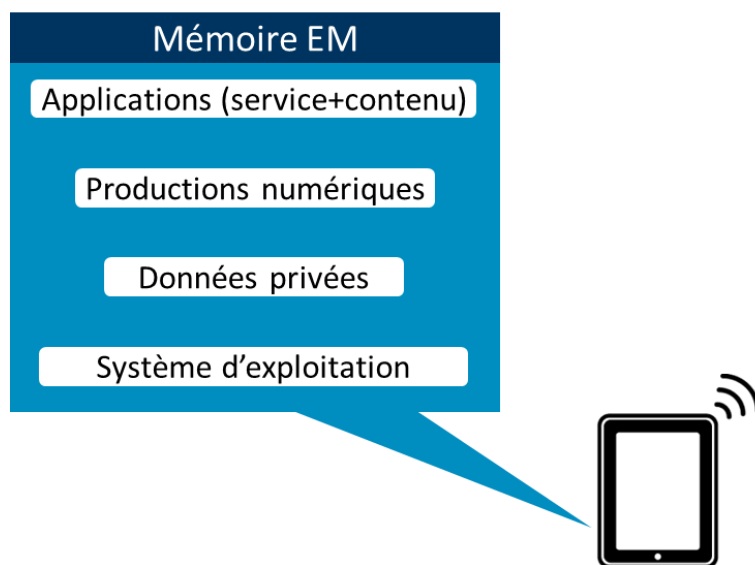 Mémoire EM
Applications (service+contenu)
Productions numériques
Données privées
Système d'exploitation